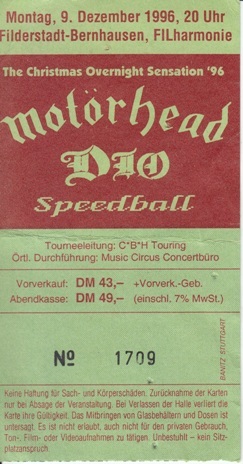 Montag, 9. Dezember 1996, 20 Uhr
Filderstadt-Bernhausen, FILharmonie
The Christmas Overnight Sensation '96
motörhead
DIO
Speedball
Tourneeleitung: C*B*H Touring
Örtl. Durchführung: Music Circus Concertbüro
Vorverkauf: DM 43,– +Vorverk.-Geb.
Abendkasse: DM 49,– (einschl. 7% MwSt.)
No 1709
BANITZ STUTTGART
Keine Haftung für Sach- und Körperschäden. Zurücknahme der Karten
nur bei Absage der Veranstaltung. Bei Verlassen der Halle verliert die
Karte ihre Gültigkeit. Das Mitbringen von Glasbehältern und Dosen ist
untersagt. Es ist nicht erlaubt, auch nicht für den privaten Gebrauch,
Ton-, Film- oder Videoaufnahmen zu tätigen. Unbestuhlt – kein Sitz-
platzanspruch.